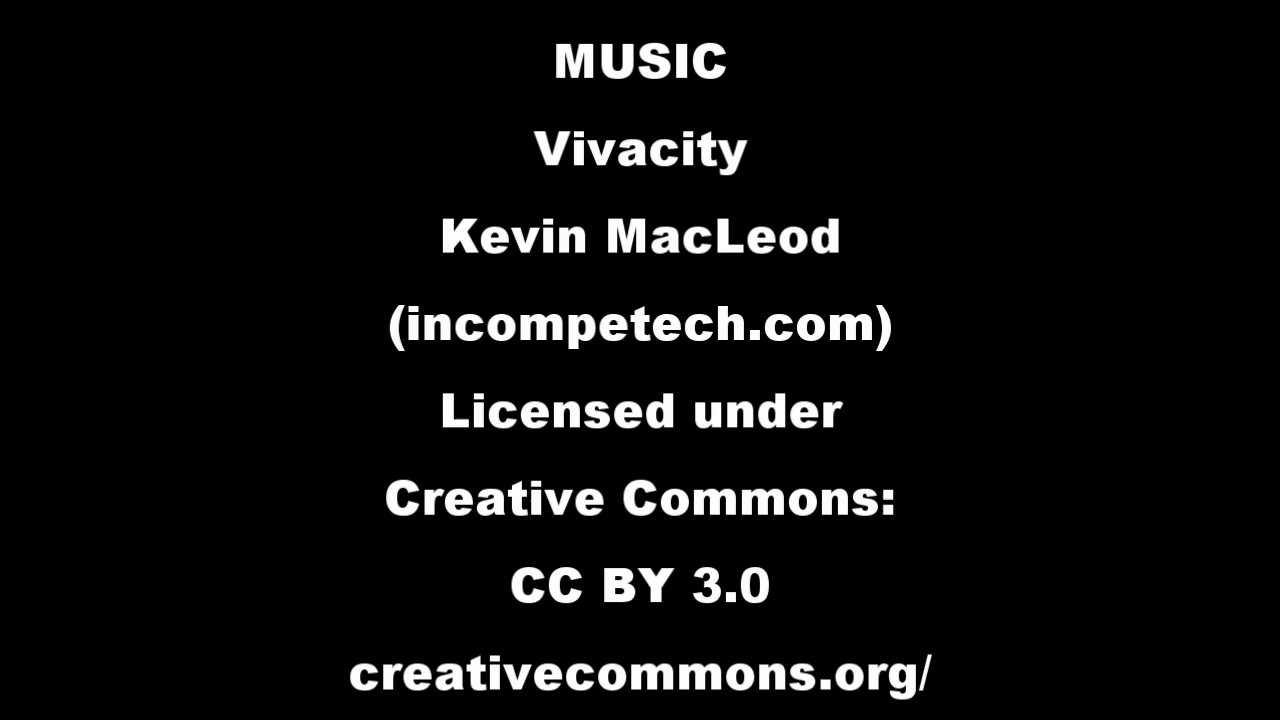 MUSIC
Vivacity
Kevin MacLeod
(incompetech.com)
Licensed under
Creative Commons:
CC BY 3.0
creativecommons.org/